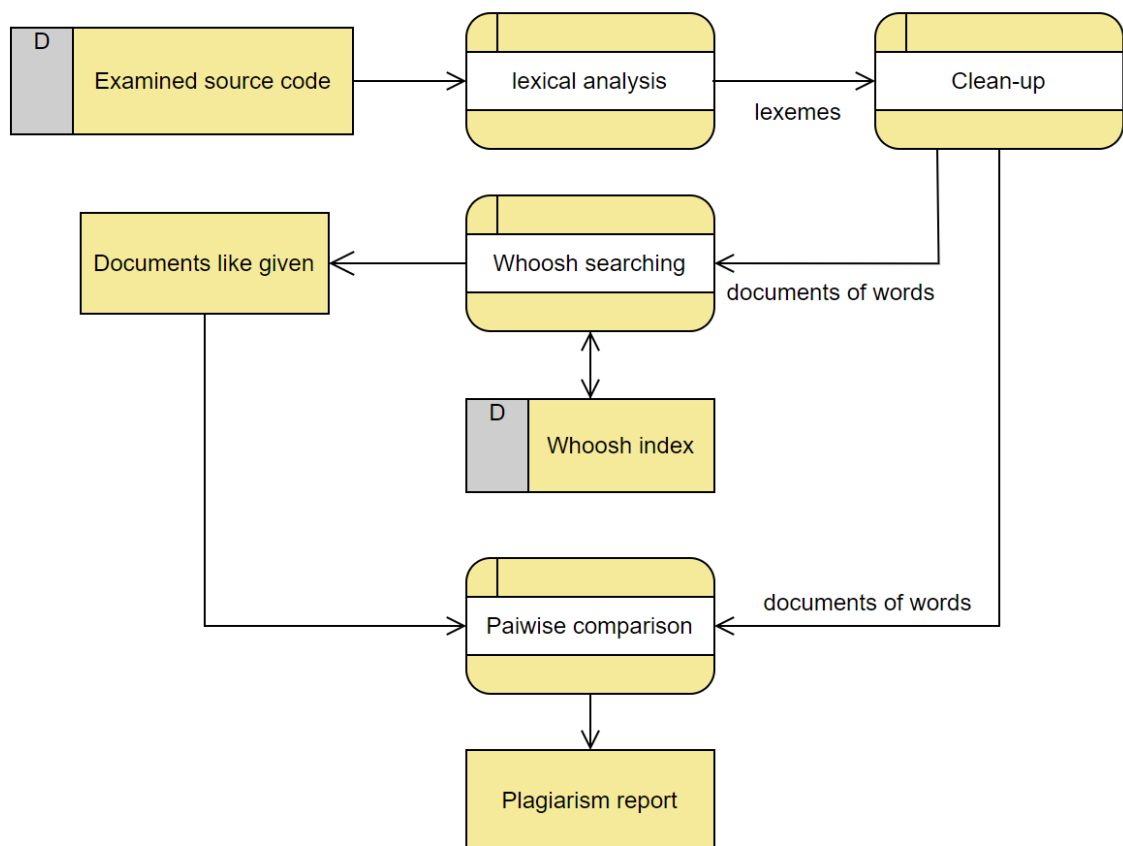 D
Examined source code
lexical analysis
Clean-up
lexemes
Documents like given
Whoosh searching
documents of words
D
Whoosh index
documents of words
Paiwise comparison
Plagiarism report